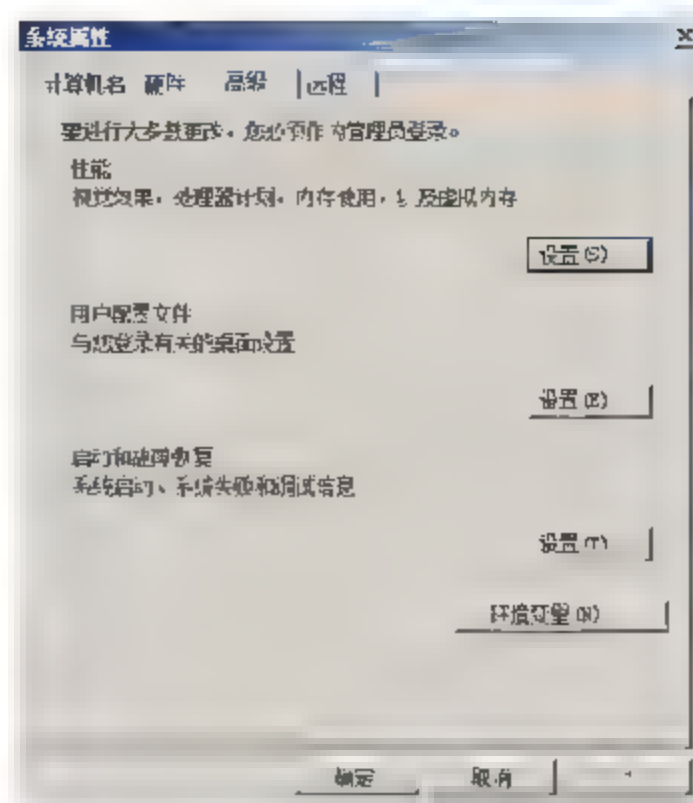 系统属性
计算机名 硬件 高级 远程
要进行大多数更改，您必须作为管理员登录。
性能
视觉效果，处理器计划，内存使用，以及虚拟内存
设置(S)
用户配置文件
与您登录有关的桌面设置
设置(E)
启动和故障恢复
系统启动、系统失败和调试信息
设置(T)
环境变量(N)
确定 取消